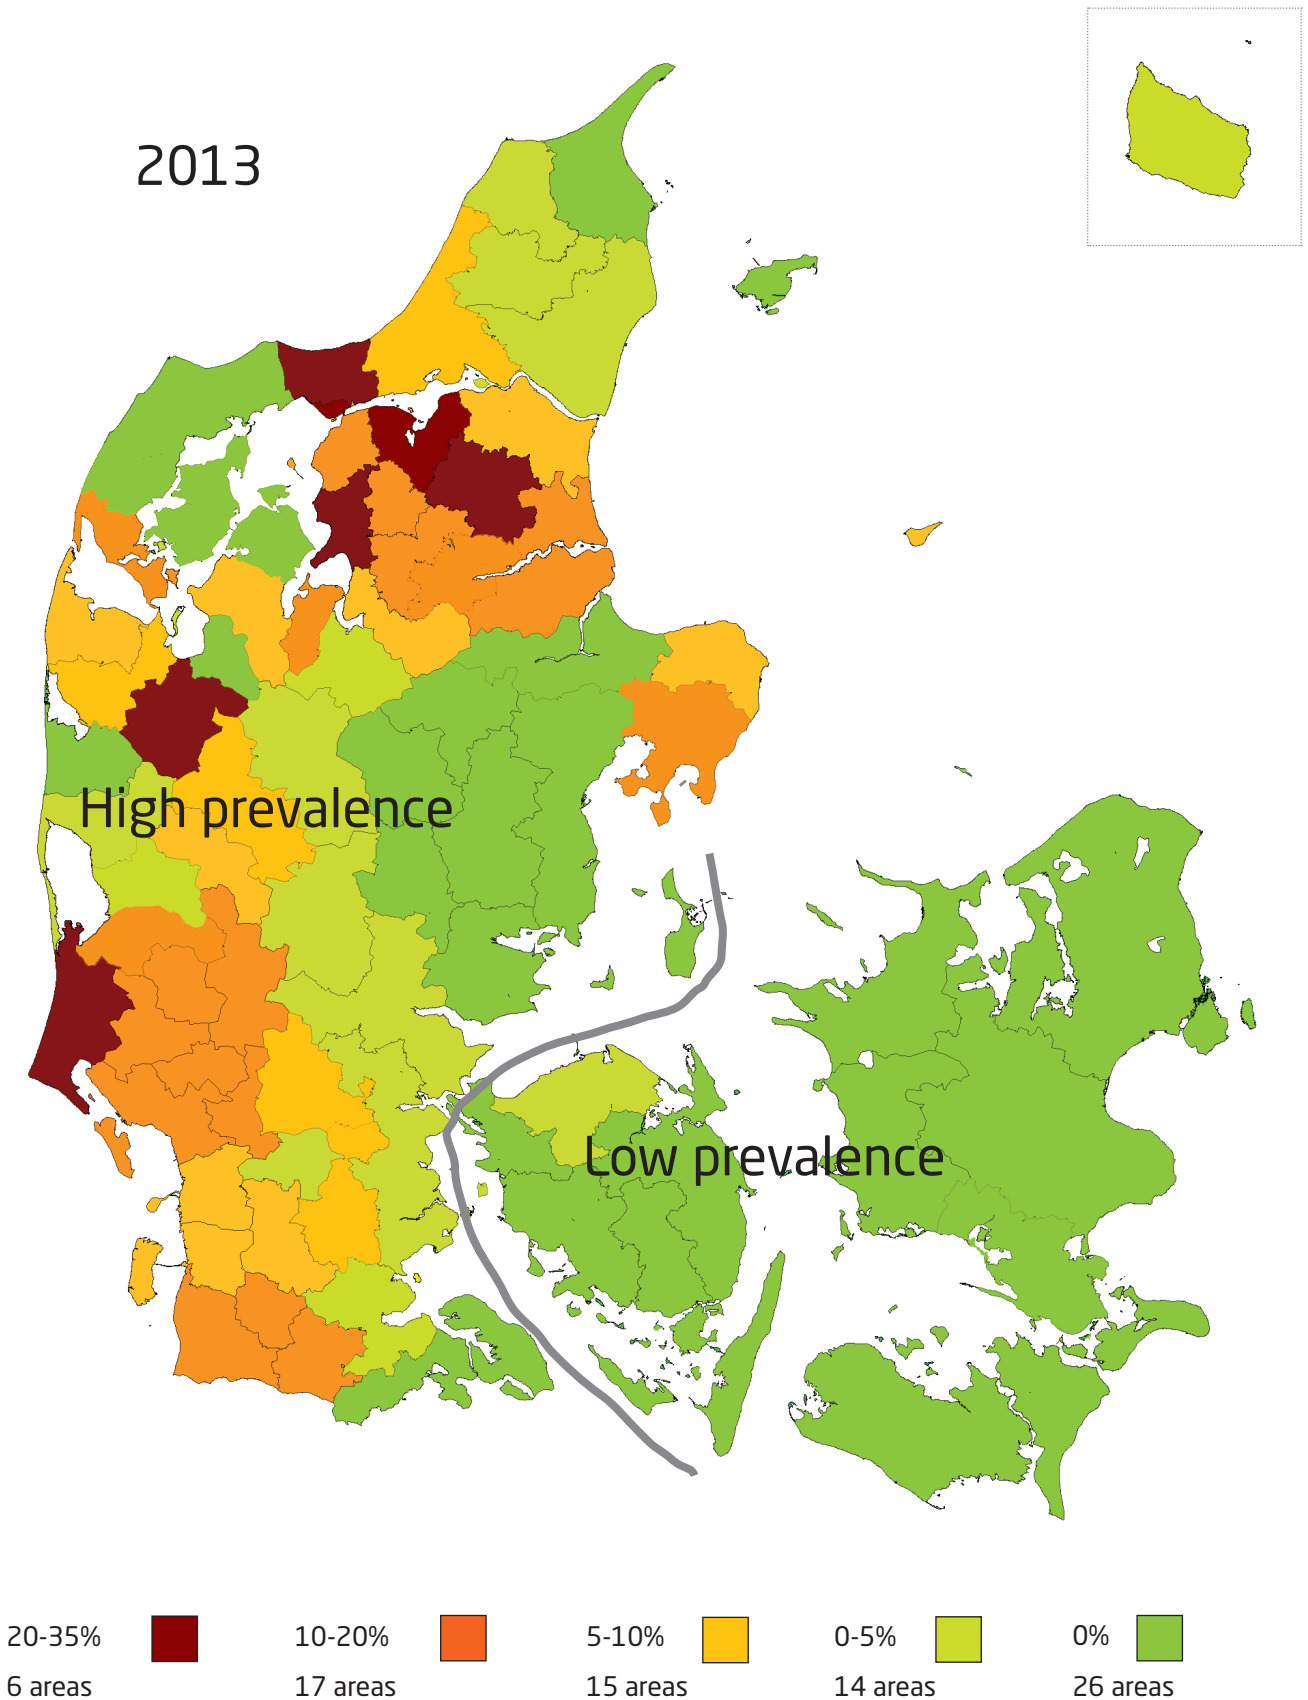 2013
High prevalence
Low prevalence
20-35% 10-20% 5-10% 0-5% 0%
6 areas 17 areas 15 areas 14 areas 26 areas